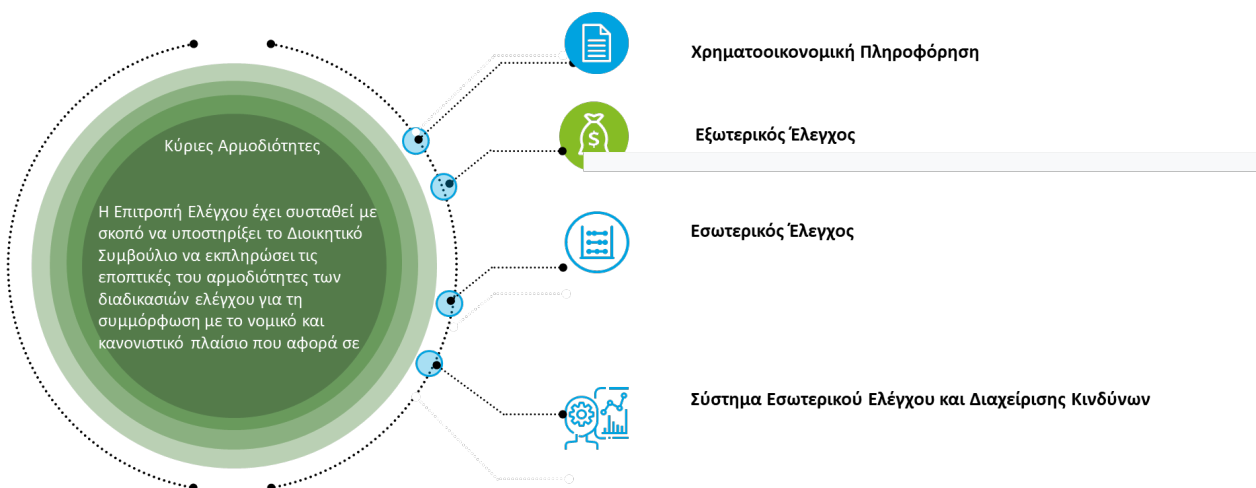 Κύριες Αρμοδιότητες
Η Επιτροπή Ελέγχου έχει συσταθεί με
σκοπό να υποστηρίξει το Διοικητικό
Συμβούλιο να εκπληρώσει τις
εποπτικές του αρμοδιότητες των
διαδικασιών ελέγχου για τη
συμμόρφωση με το νομικό και
κανονιστικό πλαίσιο που αφορά σε
Χρηματοοικονομική Πληροφόρηση
$
Εξωτερικός Έλεγχος
Εσωτερικός Έλεγχος
Σύστημα Εσωτερικού Ελέγχου και Διαχείρισης Κινδύνων